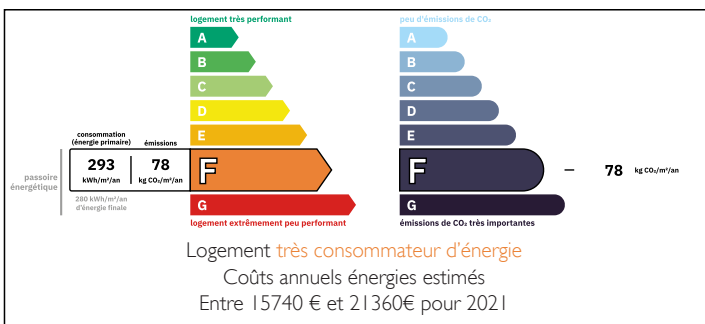 logement très performant
A
B
C
D
E
consommation
(énergie primaire)
émissions
passoire
énergétique
293
kWh/m²/an
78
kg CO₂/m²/an
F
280 kWh/m²/an
d'énergie finale
G
logement extrêmement peu performant
peu d'émissions de CO₂
A
B
C
D
E
F
78 kg CO₂/m²/an
G
émissions de CO₂ très importantes
Logement très consommateur d'énergie
Coûts annuels énergies estimés
Entre 15740 € et 21360€ pour 2021